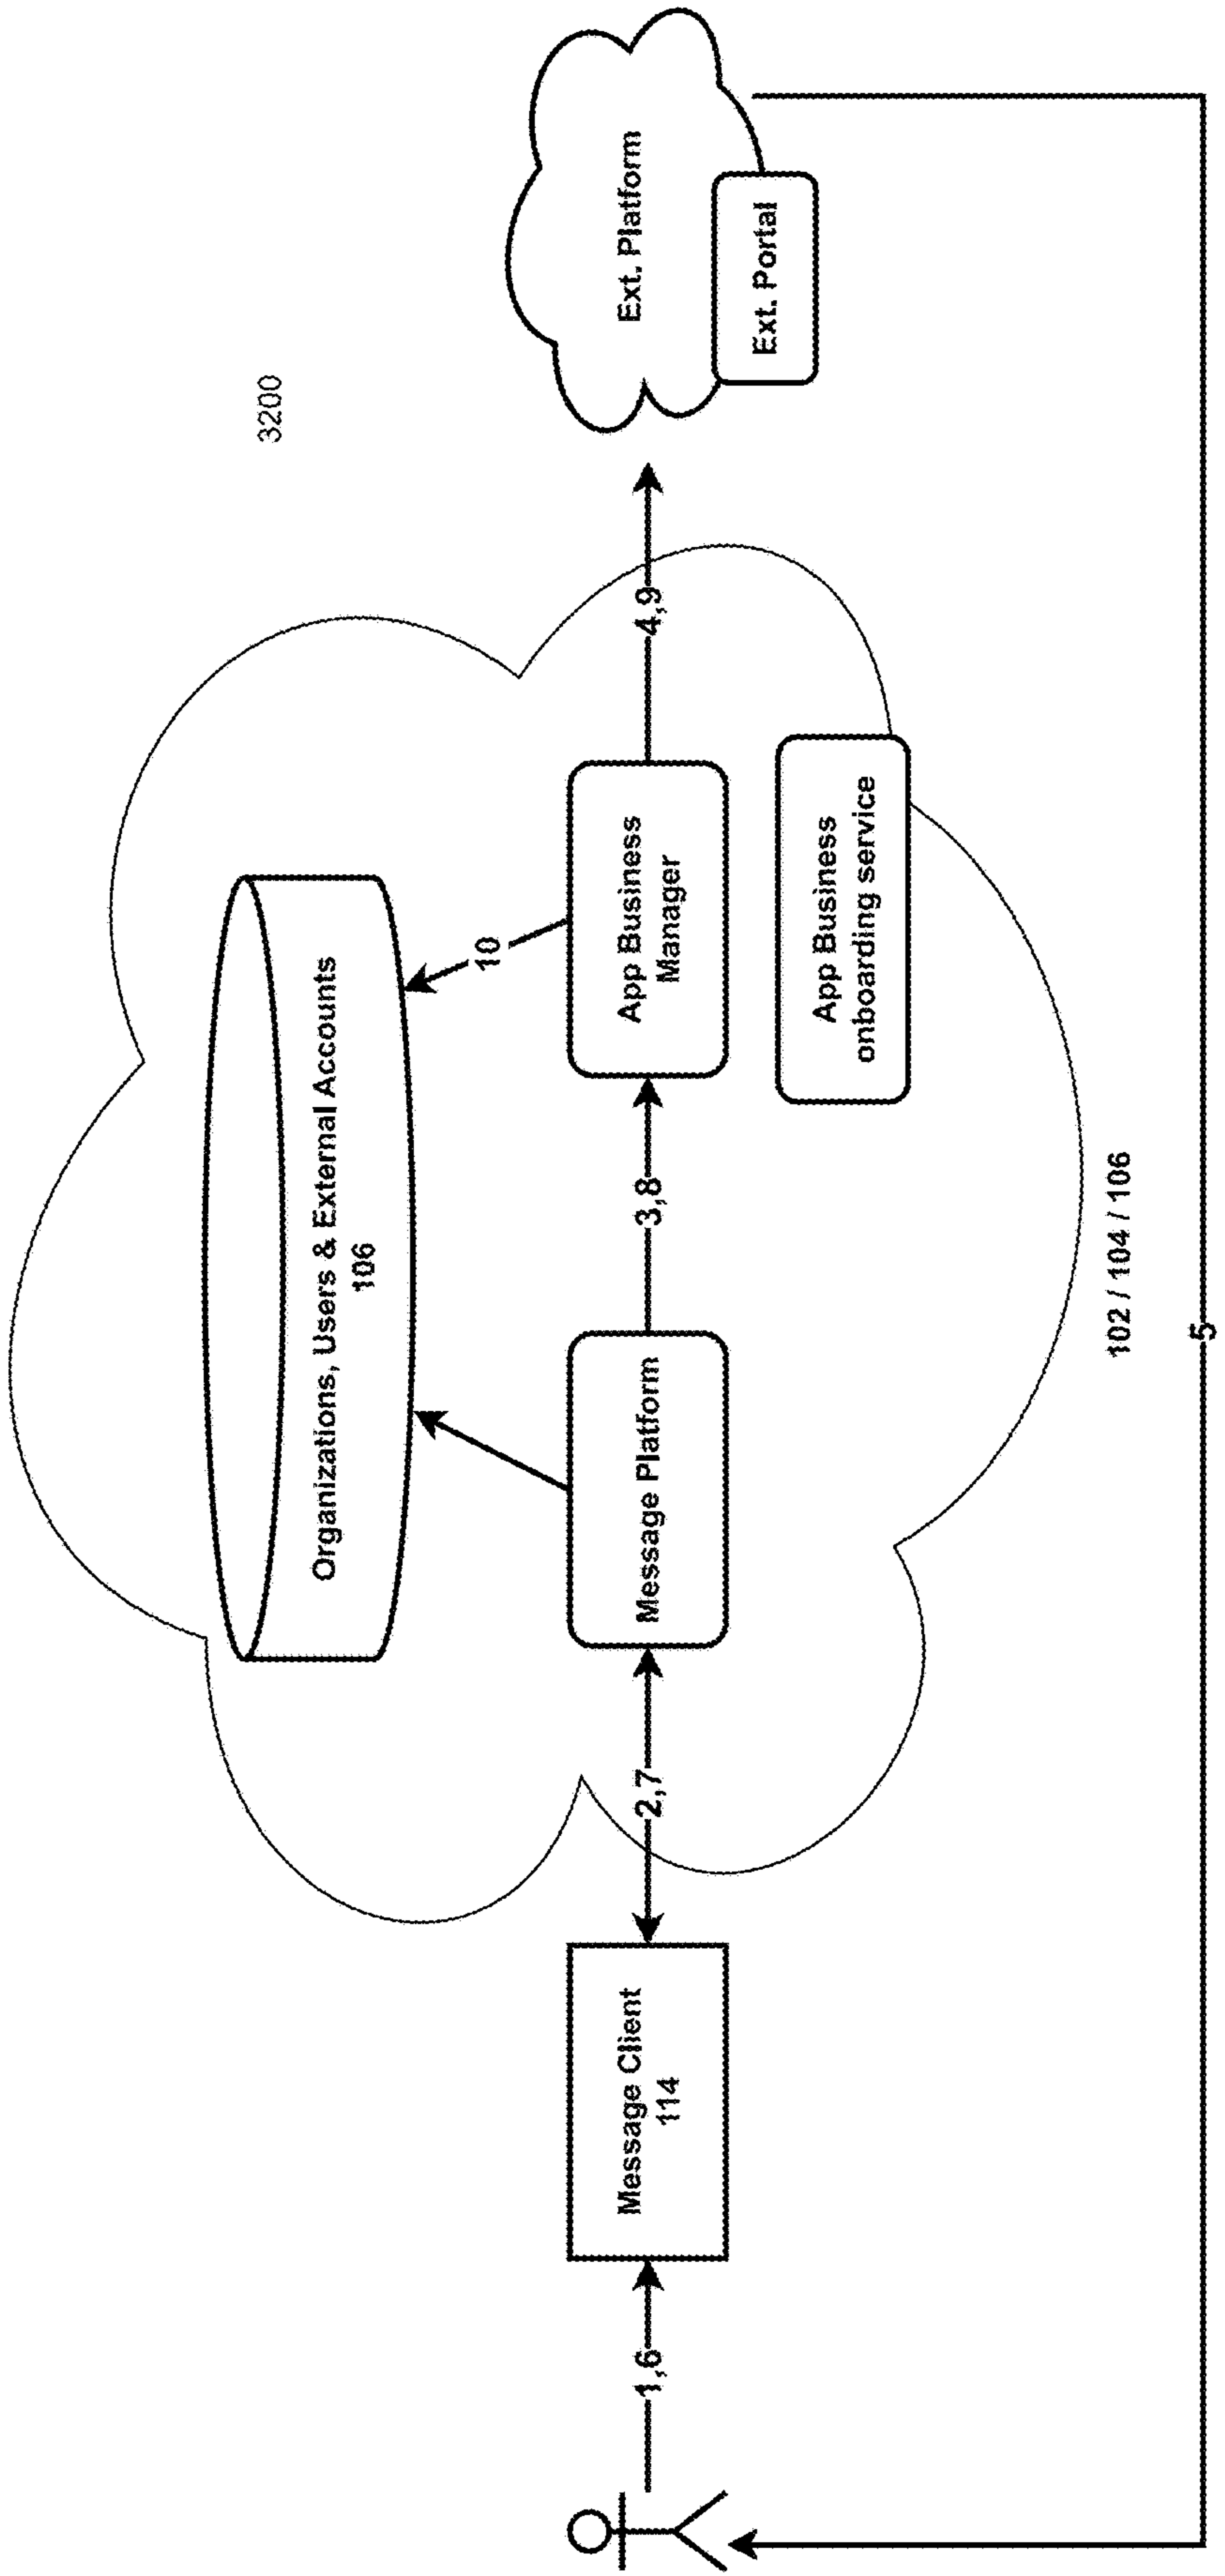 3200
Organizations, Users & External Accounts
106
10
1,6
Message Client
114
2,7
Message Platform
3,8
App Business
Manager
4,9
Ext. Platform
Ext. Portal
App Business
onboarding service
102 / 104 / 106
5